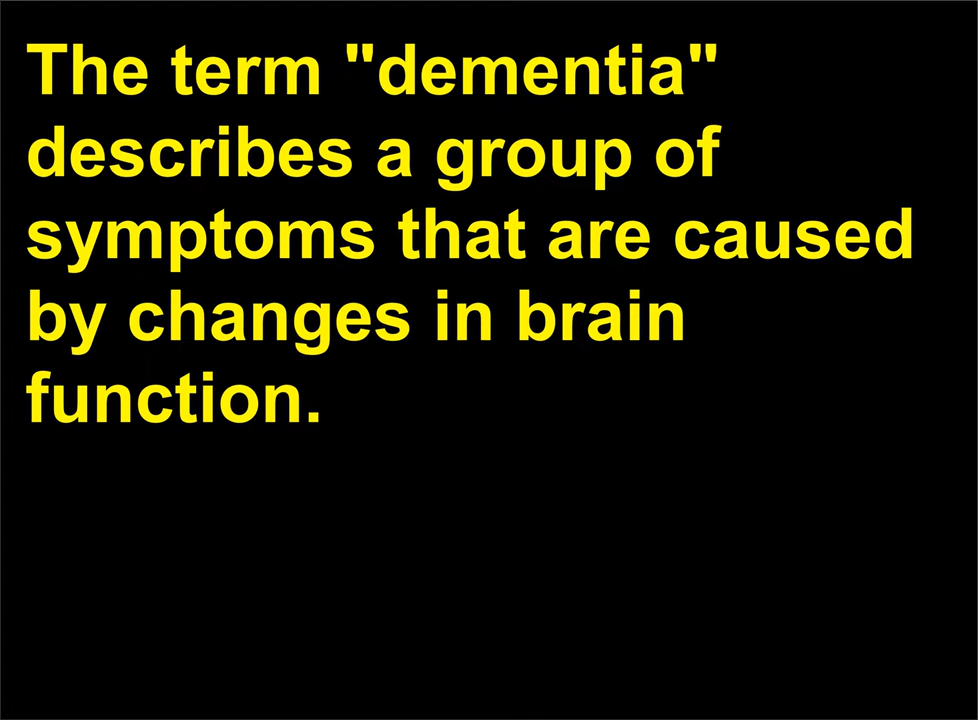 The term "dementia"
describes a group of
symptoms that are caused
by changes in brain
function.